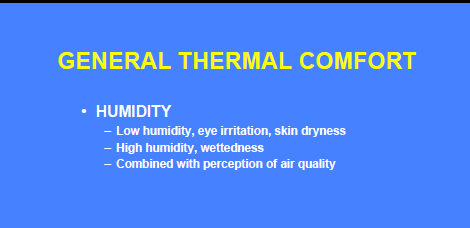 GENERAL THERMAL COMFORT
• HUMIDITY
– Low humidity, eye irritation, skin dryness
– High humidity, wettedness
– Combined with perception of air quality